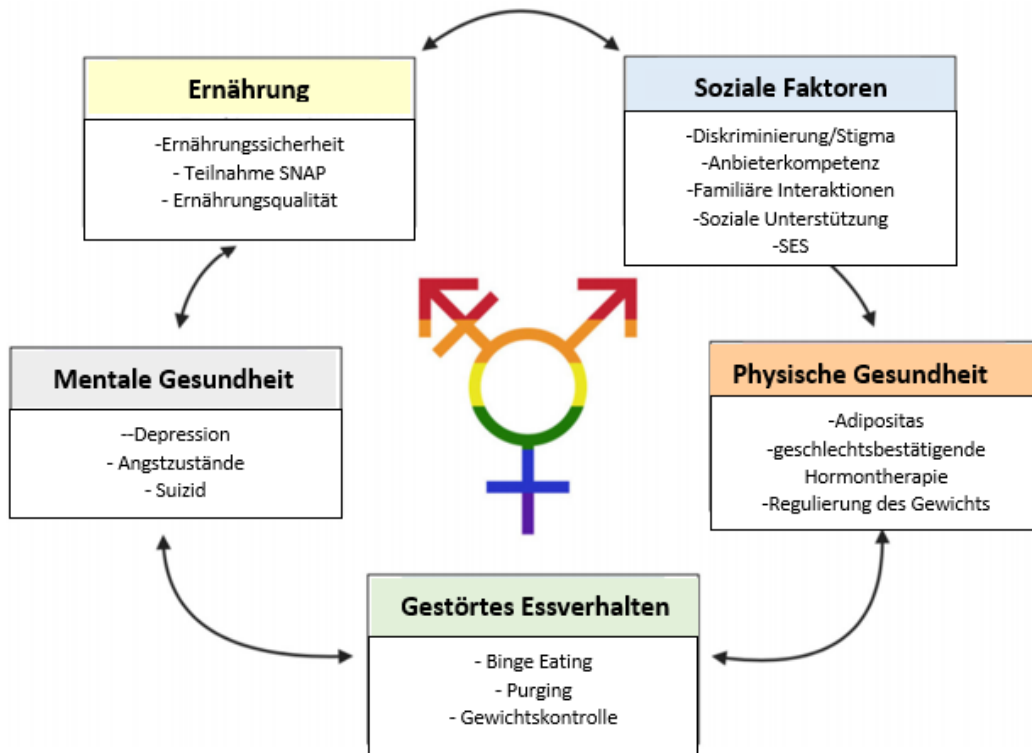 Ernährung
-Ernährungssicherheit
- Teilnahme SNAP
- Ernährungsqualität
Soziale Faktoren
-Diskriminierung/Stigma
-Anbieterkompetenz
-Familiäre Interaktionen
-Soziale Unterstützung
-SES
Mentale Gesundheit
--Depression
- Angstzustände
- Suizid
Physische Gesundheit
-Adipositas
-geschlechtsbestätigende
Hormontherapie
-Regulierung des Gewichts
Gestörtes Essverhalten
- Binge Eating
- Purging
- Gewichtskontrolle